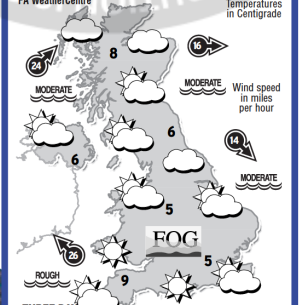 PA WeatherCentre
Temperatures
in Centigrade
8
16
24
MODERATE
MODERATE
Wind speed
in miles
per hour
6
14
6
MODERATE
5
FOG
5
26
ROUGH
9